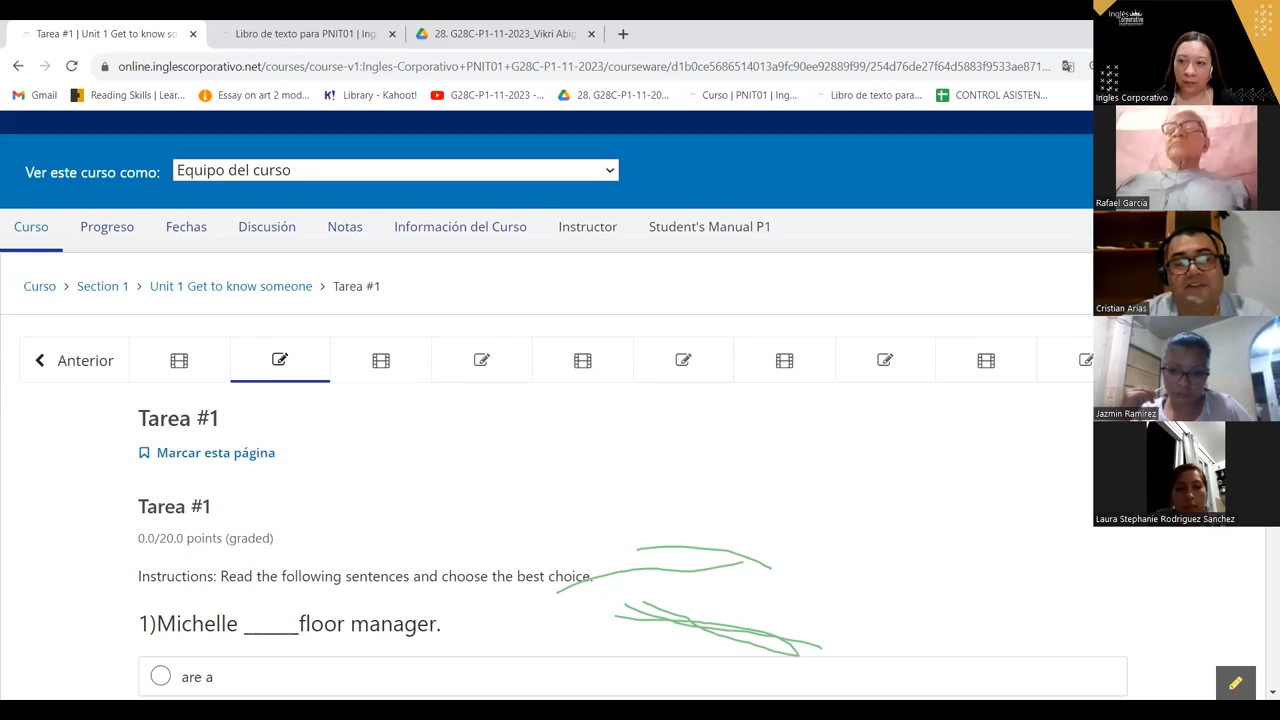 Tarea #1 | Unit 1 Get to know so
Libro de texto para PNIT01 | Ing
28. G28C-P1-11-2023_Vikri Abig
online.inglescorporativo.net/courses/course-v1:Ingles-Corporativo+PNIT01+G28C-P1-11-2023/courseware/d1b0ce5686514013a9fc90ee92889f99/254d76de27f64d5883f9533ae871...
Gmail
Reading Skills | Lear...
Essay on art 2 mod...
Library - Kap
G28C-P1-11-2023 -...
28. G28C-P1-11-20...
Curso | PNIT01 | Ing...
Libro de texto para...
CONTROL ASISTEN...
Ver este curso como:
Equipo del curso
Curso
Progreso
Fechas
Discusión
Notas
Información del Curso
Instructor
Student's Manual P1
Curso > Section 1 > Unit 1 Get to know someone > Tarea #1
Anterior
Tarea #1
Marcar esta página
Tarea #1
0.0/20.0 points (graded)
Instructions: Read the following sentences and choose the best choice.
1)Michelle ______floor manager.
are a
Inglés
Corporativo
Ingles Corporativo
Rafael García
Cristian Arias
Jazmin Ramirez
Laura Stephanie Rodriguez Sanchez